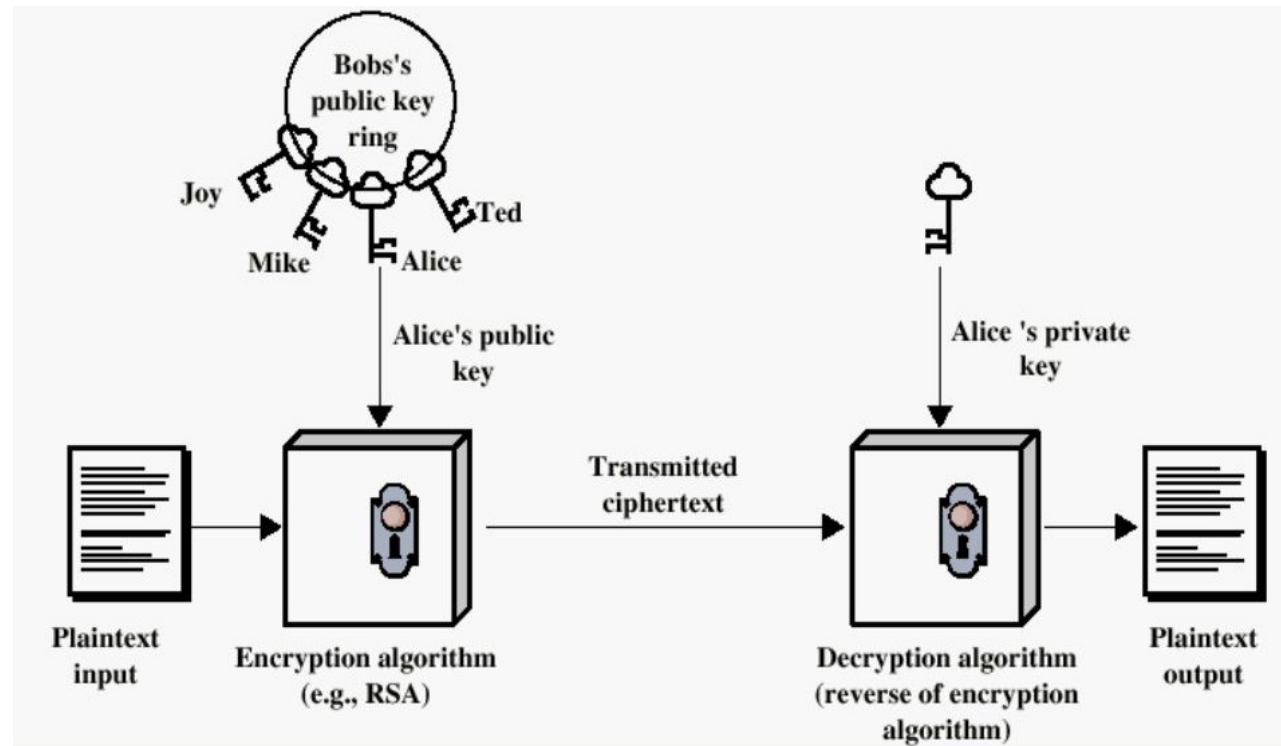 Bobs's
public key
ring
Joy
Ted
Mike
Alice
Alice's public
key
Alice 's private
key
Transmitted
ciphertext
Plaintext
input
Encryption algorithm
(e.g., RSA)
Decryption algorithm
(reverse of encryption
algorithm)
Plaintext
output